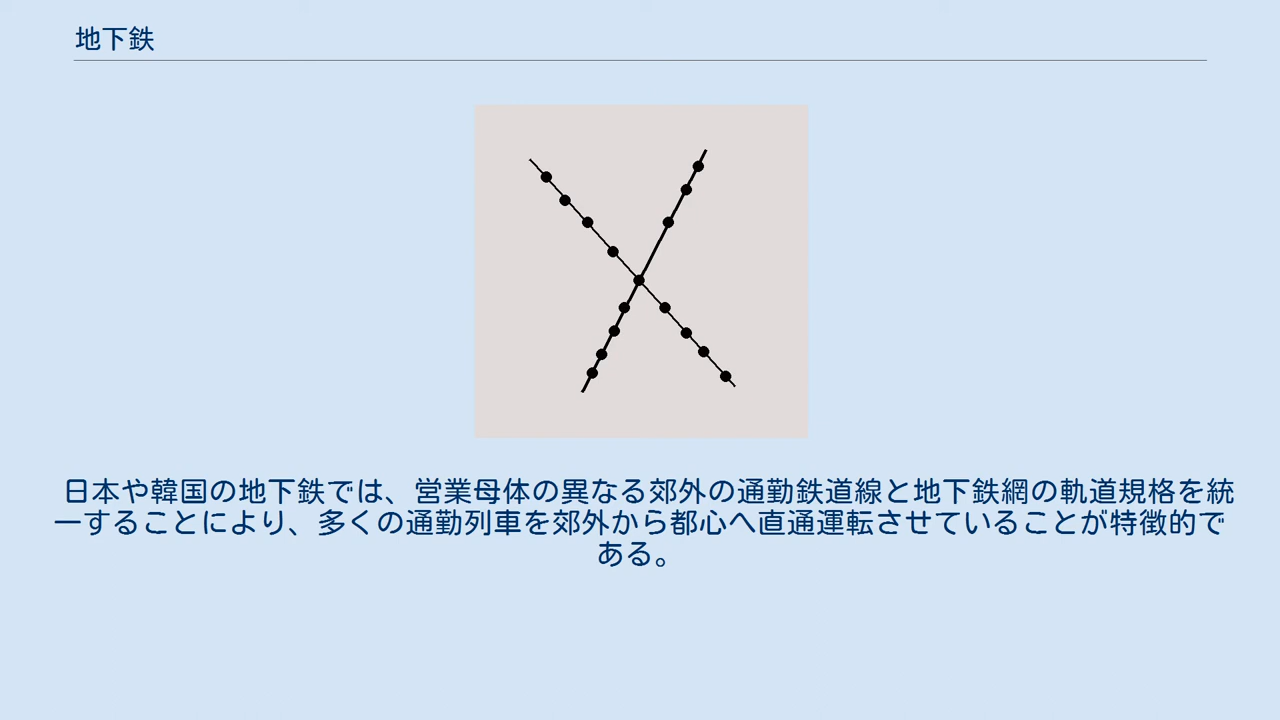 地下鉄
日本や韓国の地下鉄では、営業母体の異なる郊外の通勤鉄道線と地下鉄網の軌道規格を統
一することにより、多くの通勤列車を郊外から都心へ直通運転させていることが特徴的で
ある。